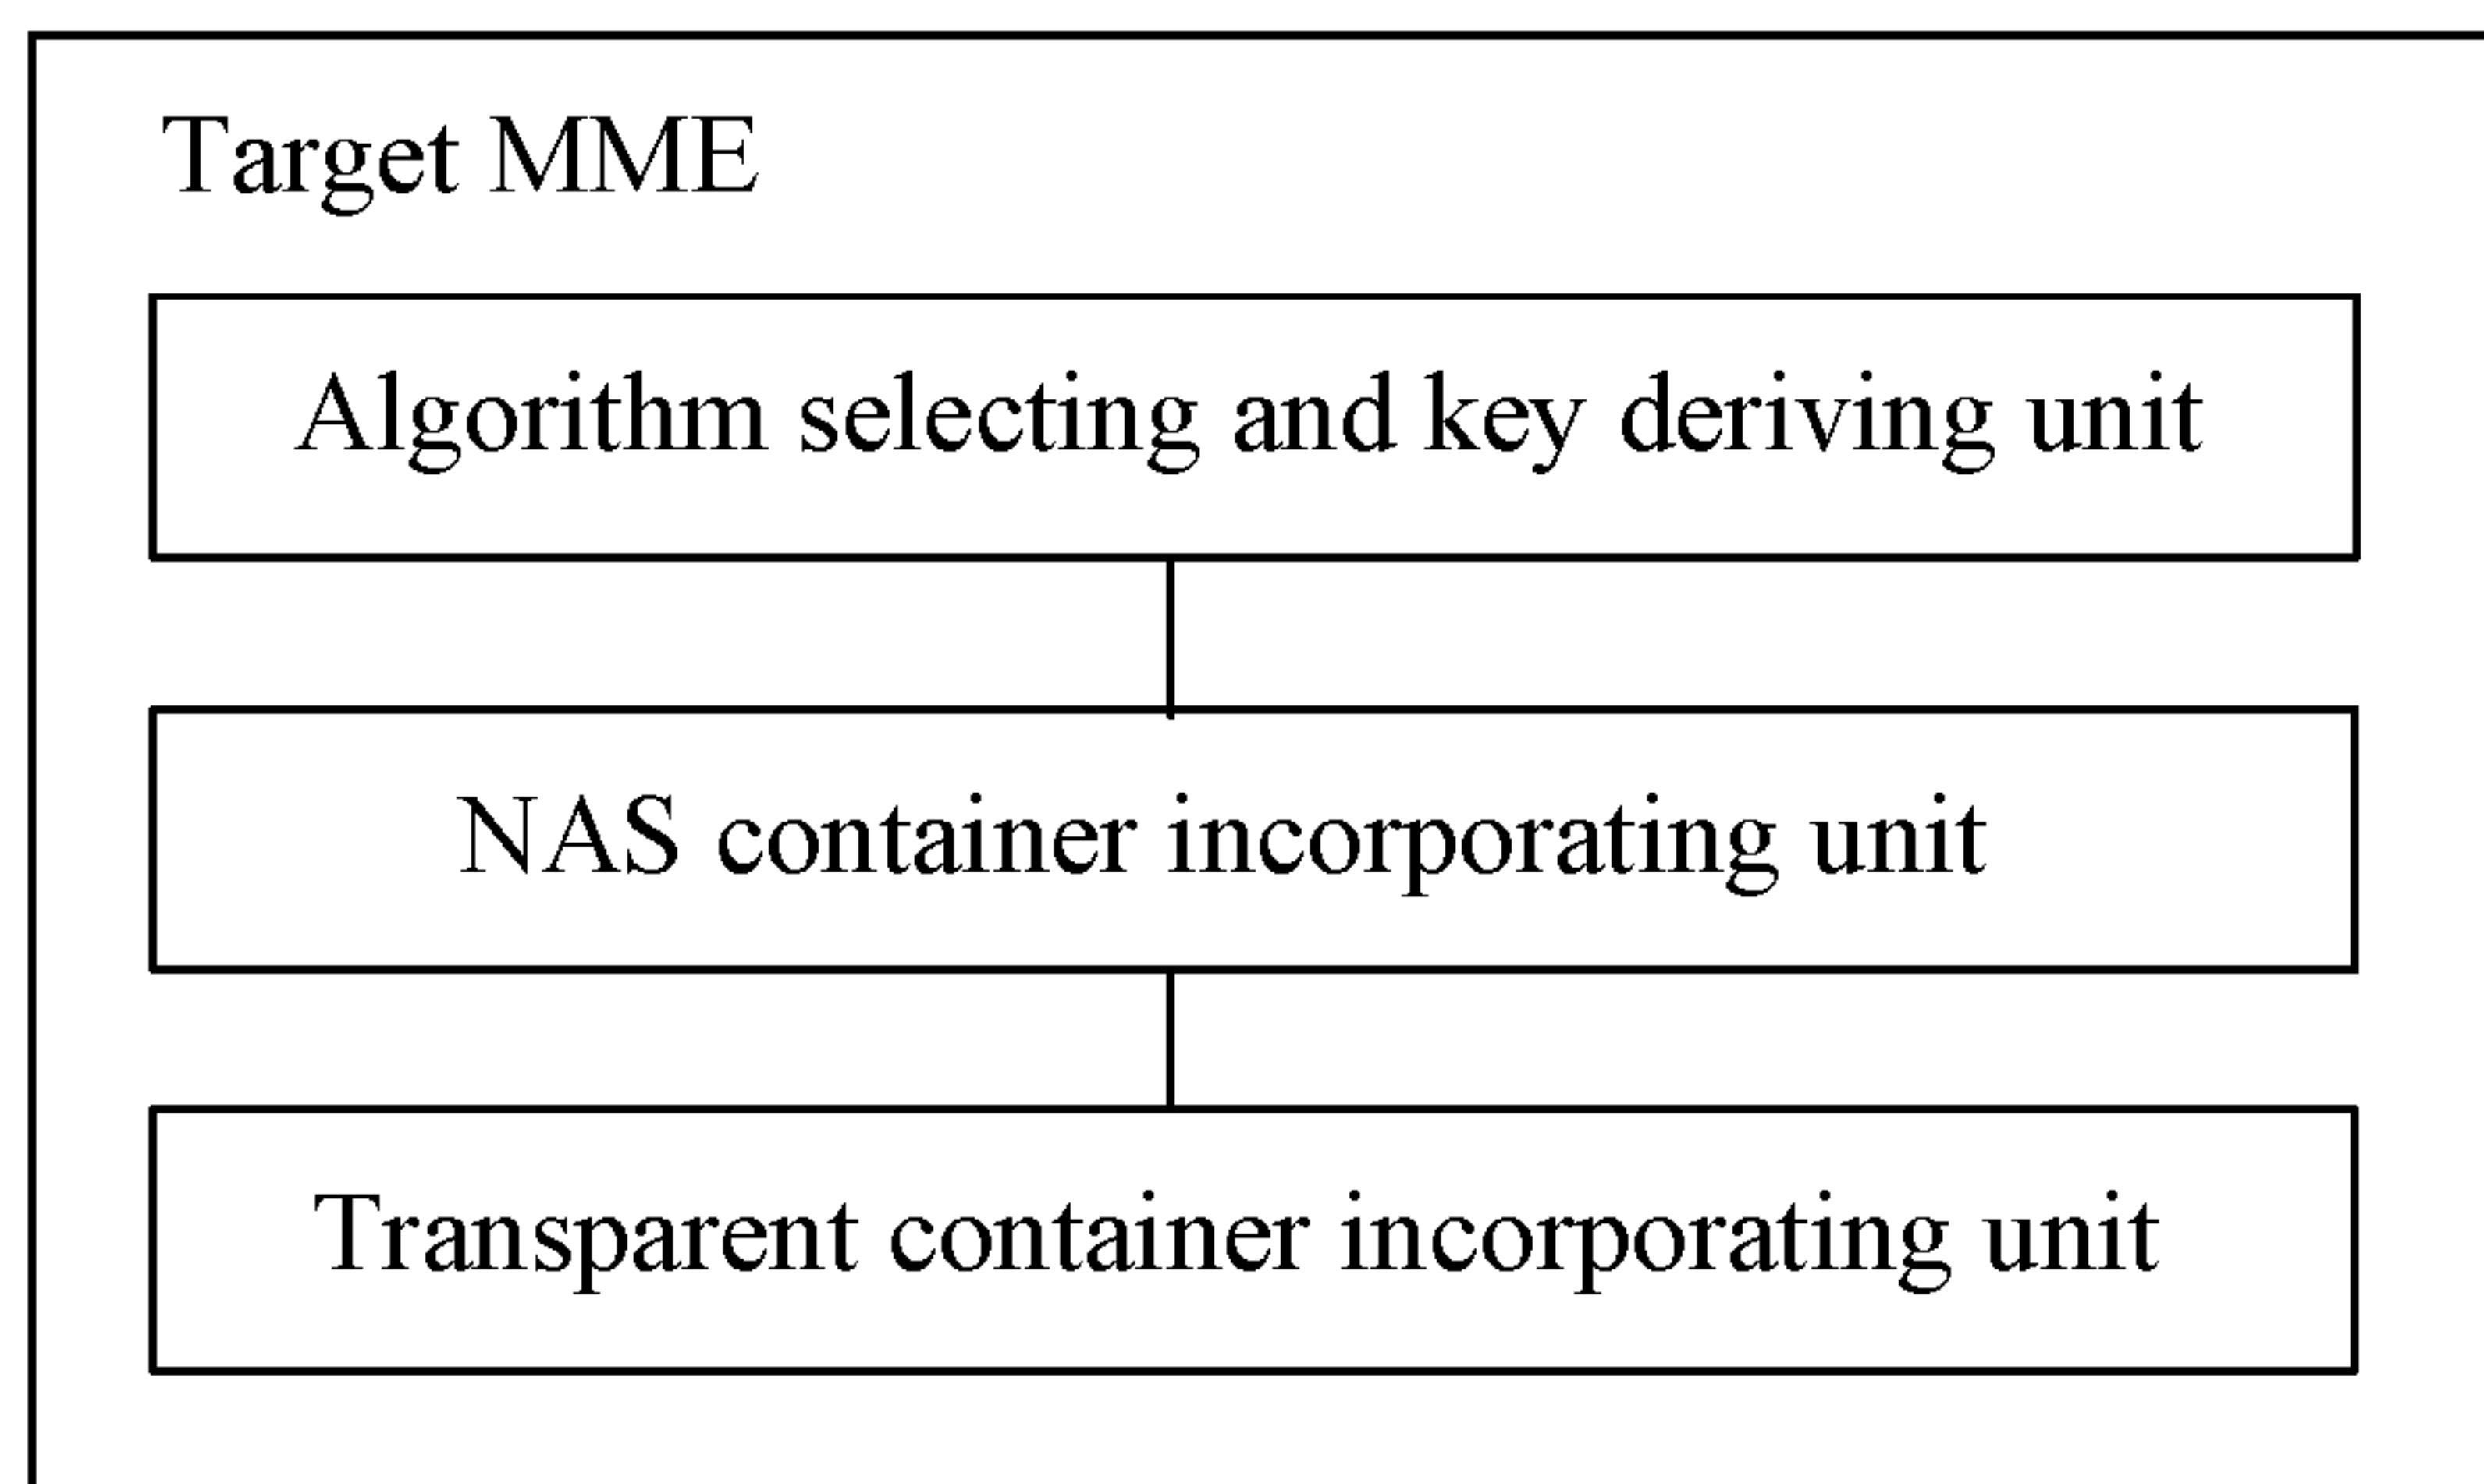 Target MME
Algorithm selecting and key deriving unit
NAS container incorporating unit
Transparent container incorporating unit